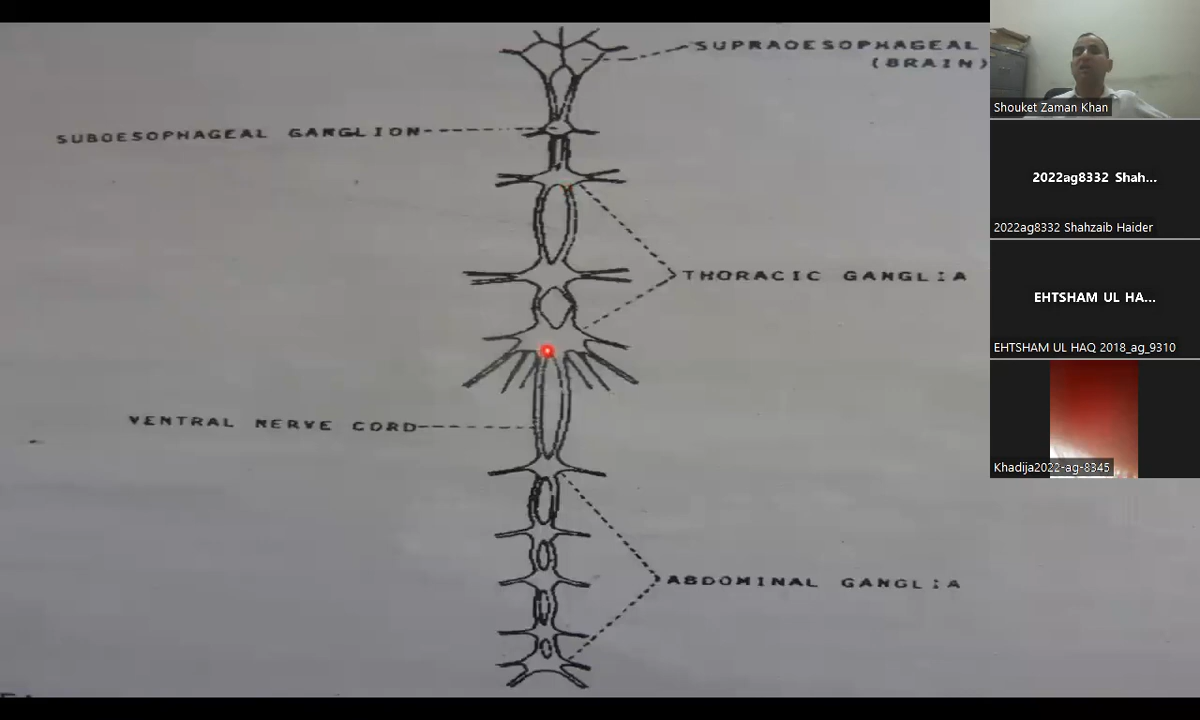 SUPRAOESOPHAGEAL
(BRAIN)
SUBOESOPHAGEAL GANGLION
THORACIC GANGLIA
VENTRAL NERVE CORD
ABDOMINAL GANGLIA
Shouket Zaman Khan
2022ag8332 Shah...
2022ag8332 Shahzaib Haider
EHTSHAM UL HA...
EHTSHAM UL HAQ 2018_ag_9310
Khadija2022-ag-8345